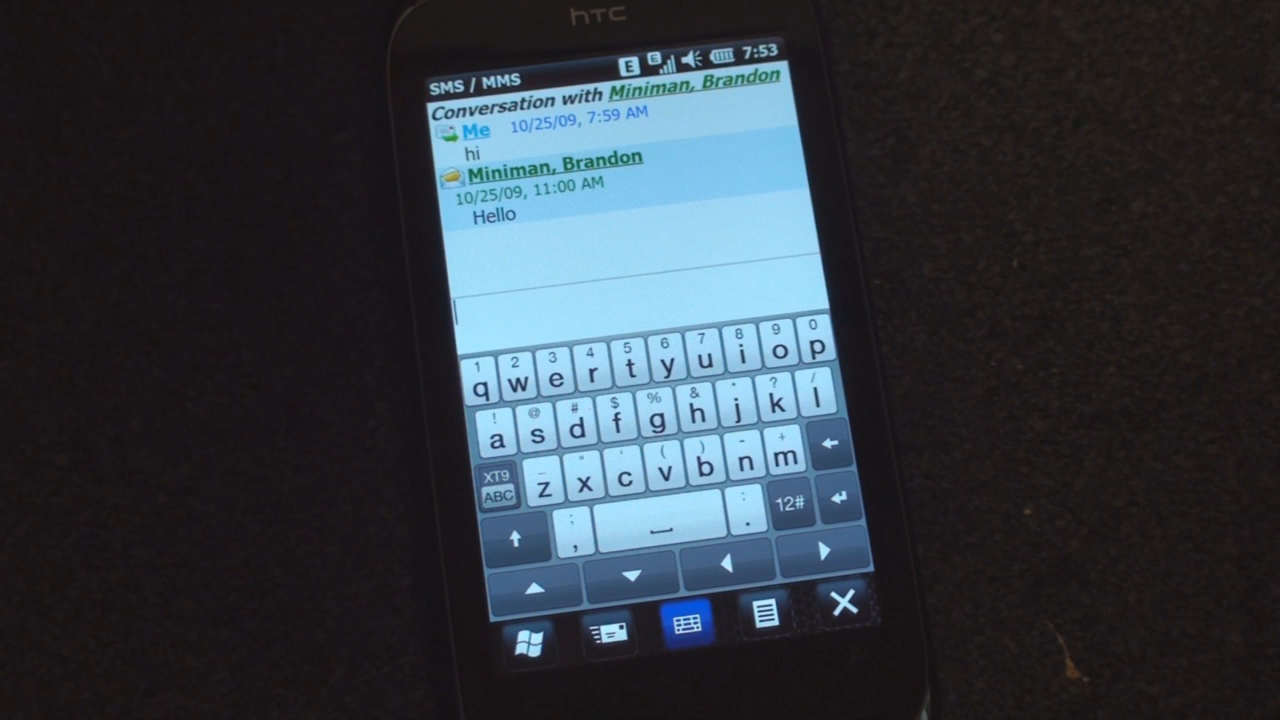 hTC
E E 7:53
SMS / MMS
Conversation with Miniman, Brandon
Me 10/25/09, 7:59 AM
hi
Miniman, Brandon
10/25/09, 11:00 AM
Hello
1 2 3 4 5 6 7 8 9 0
q w e r t y u i o p
! @ # $ % & * ? /
a s d f g h j k l
XT9 _ " ' ( ) - +
ABC z x c v b n m
; :
, . 12#